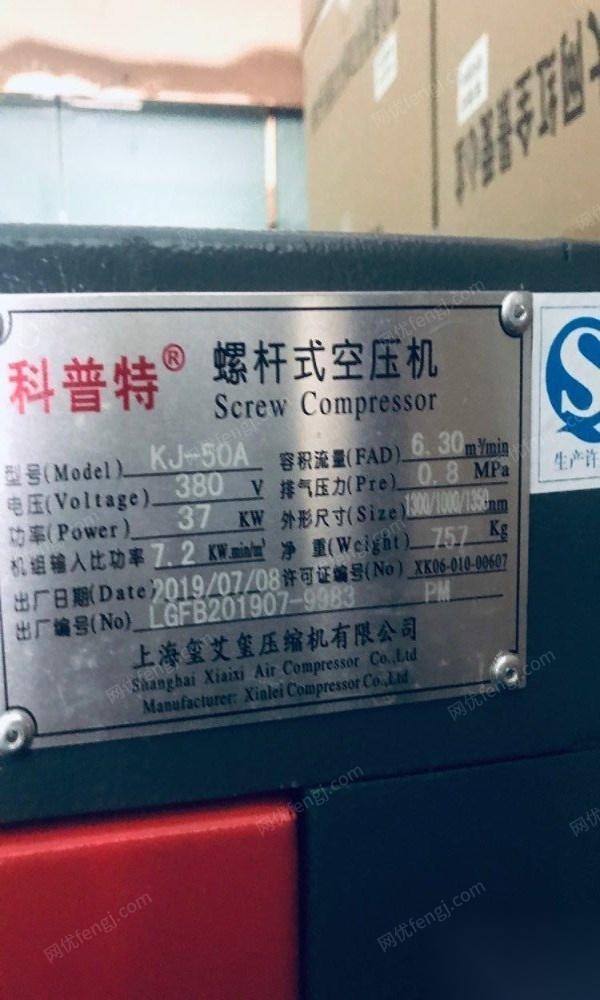 科普特® 螺杆式空压机
Screw Compressor
型号(Model) KJ-50A 容积流量(FAD) 6.30 m³/min
电压(Voltage) 380 V 排气压力(Pre) 0.8 MPa
功率(Power) 37 KW 外形尺寸(Size) 1300/1000/1350mm
机组输入比功率 7.2 KW.min/m³ 净 重(Weight) 757 Kg
出厂日期(Date) 2019/07/08 许可证编号(No) XK06-010-00607
出厂编号(No) LGFB201907-9983 PM
上海玺艾玺压缩机有限公司
Shanghai Xiaixi Air Compressor Co.,Ltd
Manufacturer: Xinlei Compressor Co.,Ltd
生产许
网优fengj.com